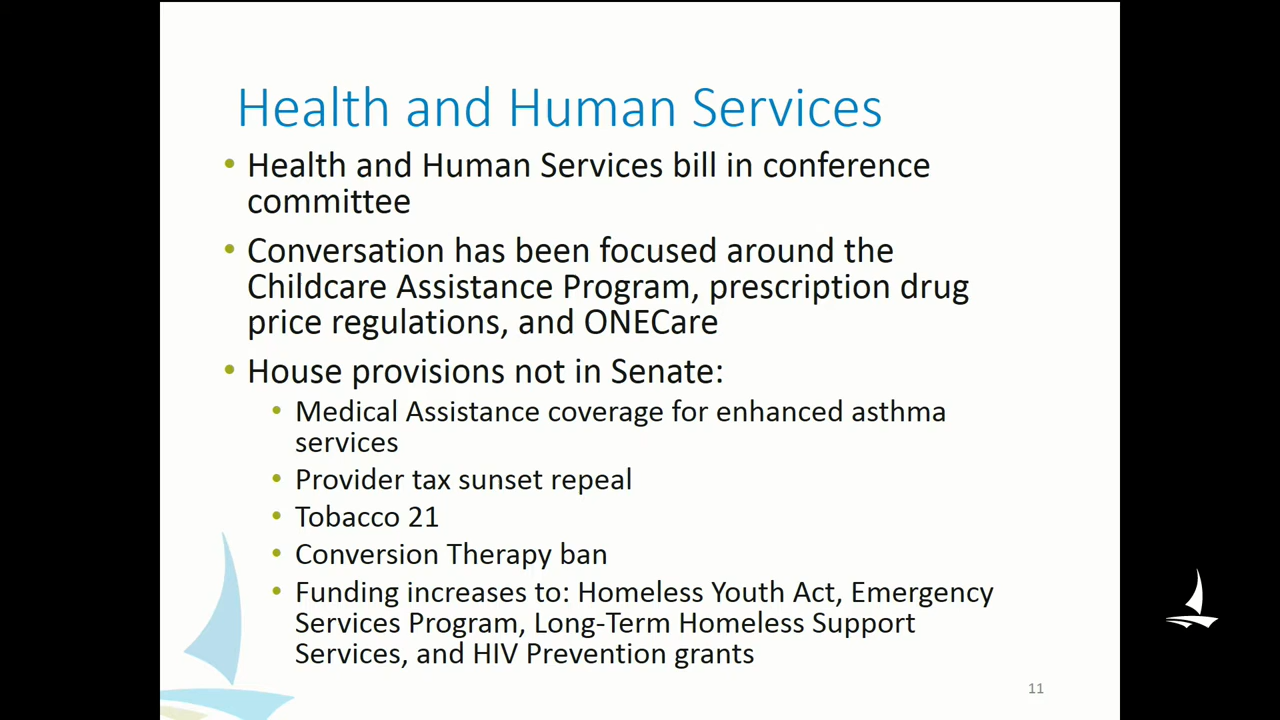 Health and Human Services
• Health and Human Services bill in conference
committee
• Conversation has been focused around the
Childcare Assistance Program, prescription drug
price regulations, and ONECare
• House provisions not in Senate:
• Medical Assistance coverage for enhanced asthma
services
• Provider tax sunset repeal
• Tobacco 21
• Conversion Therapy ban
• Funding increases to: Homeless Youth Act, Emergency
Services Program, Long-Term Homeless Support
Services, and HIV Prevention grants
11